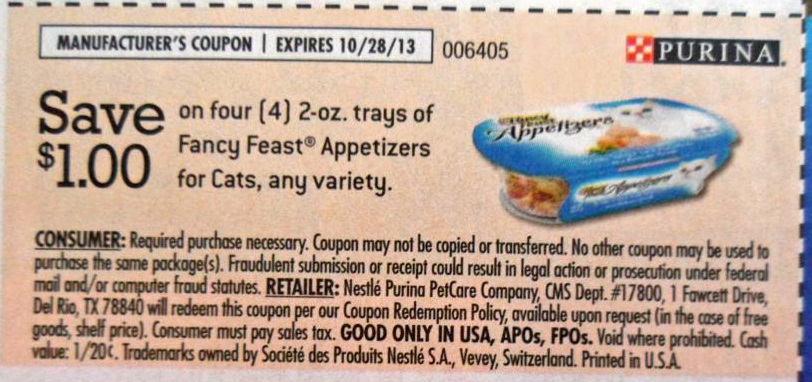 MANUFACTURER'S COUPON | EXPIRES 10/28/13 006405 PURINA®
Save $1.00
on four (4) 2-oz. trays of
Fancy Feast® Appetizers
for Cats, any variety.
Fancy Feast
Appetizers
CONSUMER: Required purchase necessary. Coupon may not be copied or transferred. No other coupon may be used to
purchase the same package(s). Fraudulent submission or receipt could result in legal action or prosecution under federal
mail and/or computer fraud statutes. RETAILER: Nestlé Purina PetCare Company, CMS Dept. #17800, 1 Fawcett Drive,
Del Rio, TX 78840 will redeem this coupon per our Coupon Redemption Policy, available upon request (in the case of free
goods, shelf price). Consumer must pay sales tax. GOOD ONLY IN USA, APOs, FPOs. Void where prohibited. Cash
value: 1/20¢. Trademarks owned by Société des Produits Nestlé S.A., Vevey, Switzerland. Printed in U.S.A.